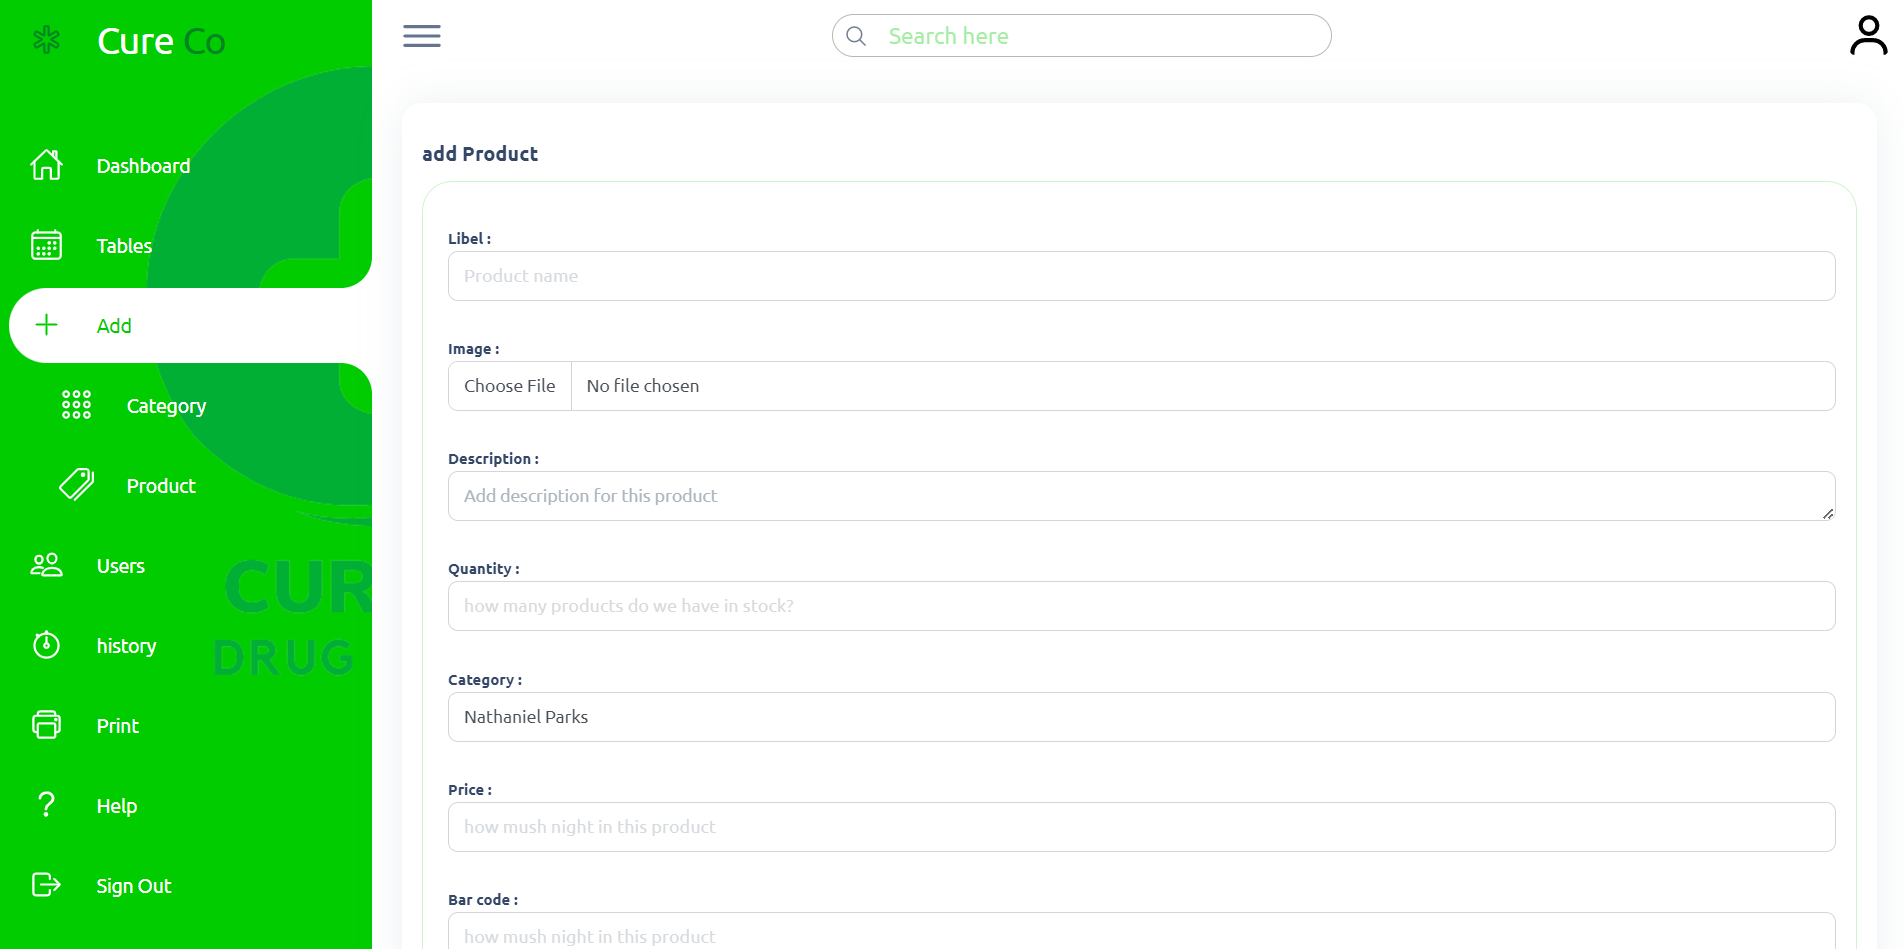 Cure Co
Search here
Dashboard
Tables
Add
Category
Product
Users
history
Print
Help
Sign Out
CUR
DRUG
add Product
Libel :
Product name
Image :
Choose File No file chosen
Description :
Add description for this product
Quantity :
how many products do we have in stock?
Category :
Nathaniel Parks
Price :
how mush night in this product
Bar code :
how mush night in this product